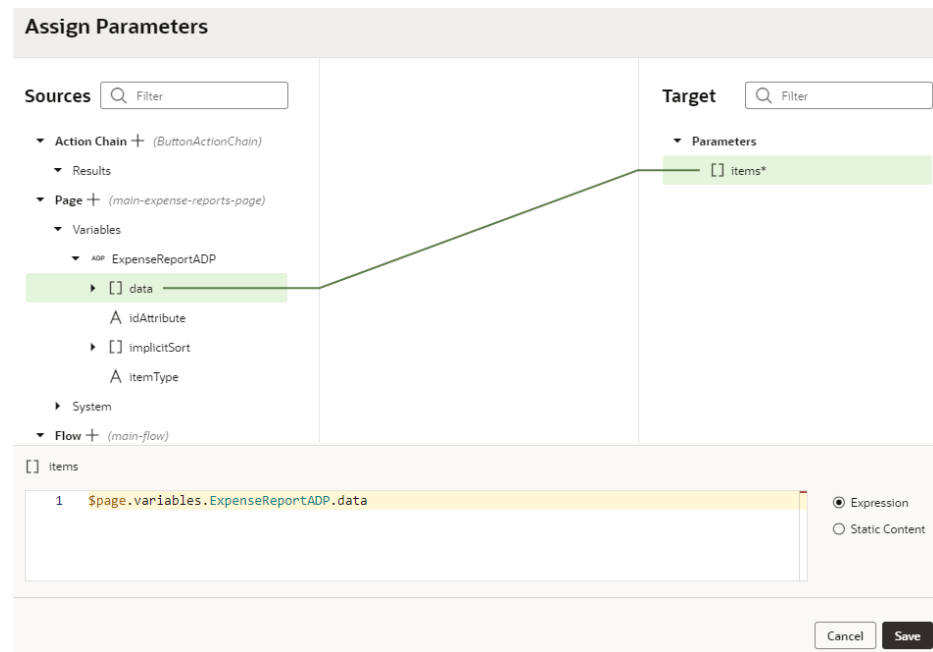 Assign Parameters
Sources
Filter
Target
Filter
Action Chain (ButtonActionChain)
Parameters
Results
[] items*
Page (main-expense-reports-page)
Variables
ADP ExpenseReportADP
[] data
A idAttribute
[] implicitSort
A itemType
System
Flow (main-flow)
[] items
1 $page.variables.ExpenseReportADP.data
Expression
Static Content
Cancel
Save